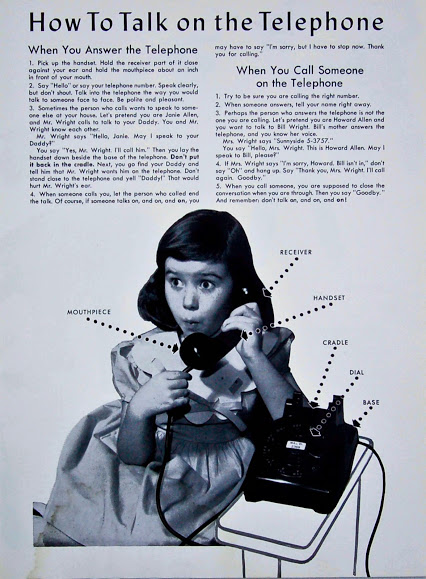 How To Talk on the Telephone
When You Answer the Telephone
1. Pick up the handset. Hold the receiver part of it close
against your ear and hold the mouthpiece about an inch
in front of your mouth.
2. Say "Hello" or say your telephone number. Speak clearly,
but don't shout. Talk into the telephone the way you would
talk to someone face to face. Be polite and pleasant.
3. Sometimes the person who calls wants to speak to some-
one else at your house. Let's pretend you are Janie Allen,
and Mr. Wright calls to talk to your Daddy. You and Mr.
Wright know each other.
Mr. Wright says "Hello, Janie. May I speak to your
Daddy?"
You say "Yes, Mr. Wright. I'll call him." Then you lay the
handset down beside the base of the telephone. Don't put
it back in the cradle. Next, you go find your Daddy and
tell him that Mr. Wright wants him on the telephone. Don't
stand close to the telephone and yell "Daddy!" That would
hurt Mr. Wright's ear.
4. When someone calls you, let the person who called end
the talk. Of course, if someone talks on, and on, and on, you
may have to say "I'm sorry, but I have to stop now. Thank
you for calling."
When You Call Someone
on the Telephone
1. Try to be sure you are calling the right number.
2. When someone answers, tell your name right away.
3. Perhaps the person who answers the telephone is not the
one you are calling. Let's pretend you are Howard Allen and
you want to talk to Bill Wright. Bill's mother answers the
telephone, and you know her voice.
Mrs. Wright says "Sunnyside 5-3757."
You say "Hello, Mrs. Wright. This is Howard Allen. May I
speak to Bill, please?"
4. If Mrs. Wright says "I'm sorry, Howard. Bill isn't in," don't
say "Oh" and hang up. Say "Thank you, Mrs. Wright. I'll call
again. Goodby."
5. When you call someone, you are supposed to close the
conversation when you are through. Then you say "Goodby."
And remember: don't talk on, and on, and on!
RECEIVER
HANDSET
MOUTHPIECE
CRADLE
DIAL
BASE